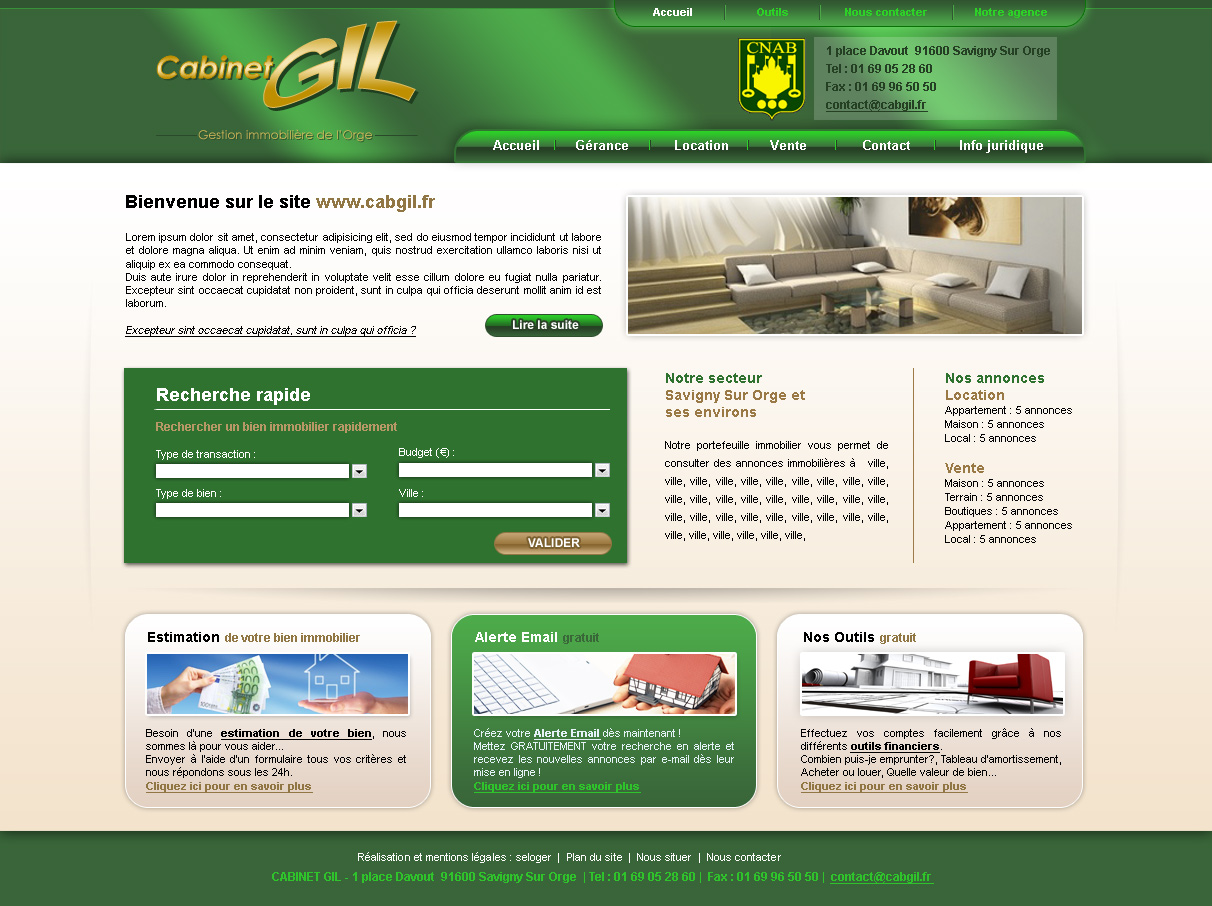 Accueil
Outils
Nous contacter
Notre agence
Cabinet GIL
Gestion immobilière de l'Orge
CNAB
1 place Davout 91600 Savigny Sur Orge
Tel : 01 69 05 28 60
Fax : 01 69 96 50 50
contact@cabgil.fr
Accueil
Gérance
Location
Vente
Contact
Info juridique
Bienvenue sur le site www.cabgil.fr
Lorem ipsum dolor sit amet, consectetur adipisicing elit, sed do eiusmod tempor incididunt ut labore
et dolore magna aliqua. Ut enim ad minim veniam, quis nostrud exercitation ullamco laboris nisi ut
aliquip ex ea commodo consequat.
Duis aute irure dolor in reprehenderit in voluptate velit esse cillum dolore eu fugiat nulla pariatur.
Excepteur sint occaecat cupidatat non proident, sunt in culpa qui officia deserunt mollit anim id est
laborum.
Excepteur sint occaecat cupidatat, sunt in culpa qui officia ?
Lire la suite
Recherche rapide
Rechercher un bien immobilier rapidement
Type de transaction :
Budget (€) :
Type de bien :
Ville :
VALIDER
Notre secteur
Savigny Sur Orge et
ses environs
Notre portefeuille immobilier vous permet de
consulter des annonces immobilières à ville,
ville, ville, ville, ville, ville, ville, ville, ville, ville,
ville, ville, ville, ville, ville, ville, ville, ville, ville,
ville, ville, ville, ville, ville, ville, ville, ville, ville,
ville, ville, ville, ville, ville, ville,
Nos annonces
Location
Appartement : 5 annonces
Maison : 5 annonces
Local : 5 annonces
Vente
Maison : 5 annonces
Terrain : 5 annonces
Boutiques : 5 annonces
Appartement : 5 annonces
Local : 5 annonces
Estimation de votre bien immobilier
Besoin d'une estimation de votre bien, nous
sommes là pour vous aider...
Envoyer à l'aide d'un formulaire tous vos critères et
nous répondons sous les 24h.
Cliquez ici pour en savoir plus
Alerte Email gratuit
Créez votre Alerte Email dès maintenant !
Mettez GRATUITEMENT votre recherche en alerte et
recevez les nouvelles annonces par e-mail dès leur
mise en ligne !
Cliquez ici pour en savoir plus
Nos Outils gratuit
Effectuez vos comptes facilement grâce à nos
différents outils financiers.
Combien puis-je emprunter?, Tableau d'amortissement,
Acheter ou louer, Quelle valeur de bien...
Cliquez ici pour en savoir plus
Réalisation et mentions légales : seloger | Plan du site | Nous situer | Nous contacter
CABINET GIL - 1 place Davout 91600 Savigny Sur Orge | Tel : 01 69 05 28 60 | Fax : 01 69 96 50 50 | contact@cabgil.fr